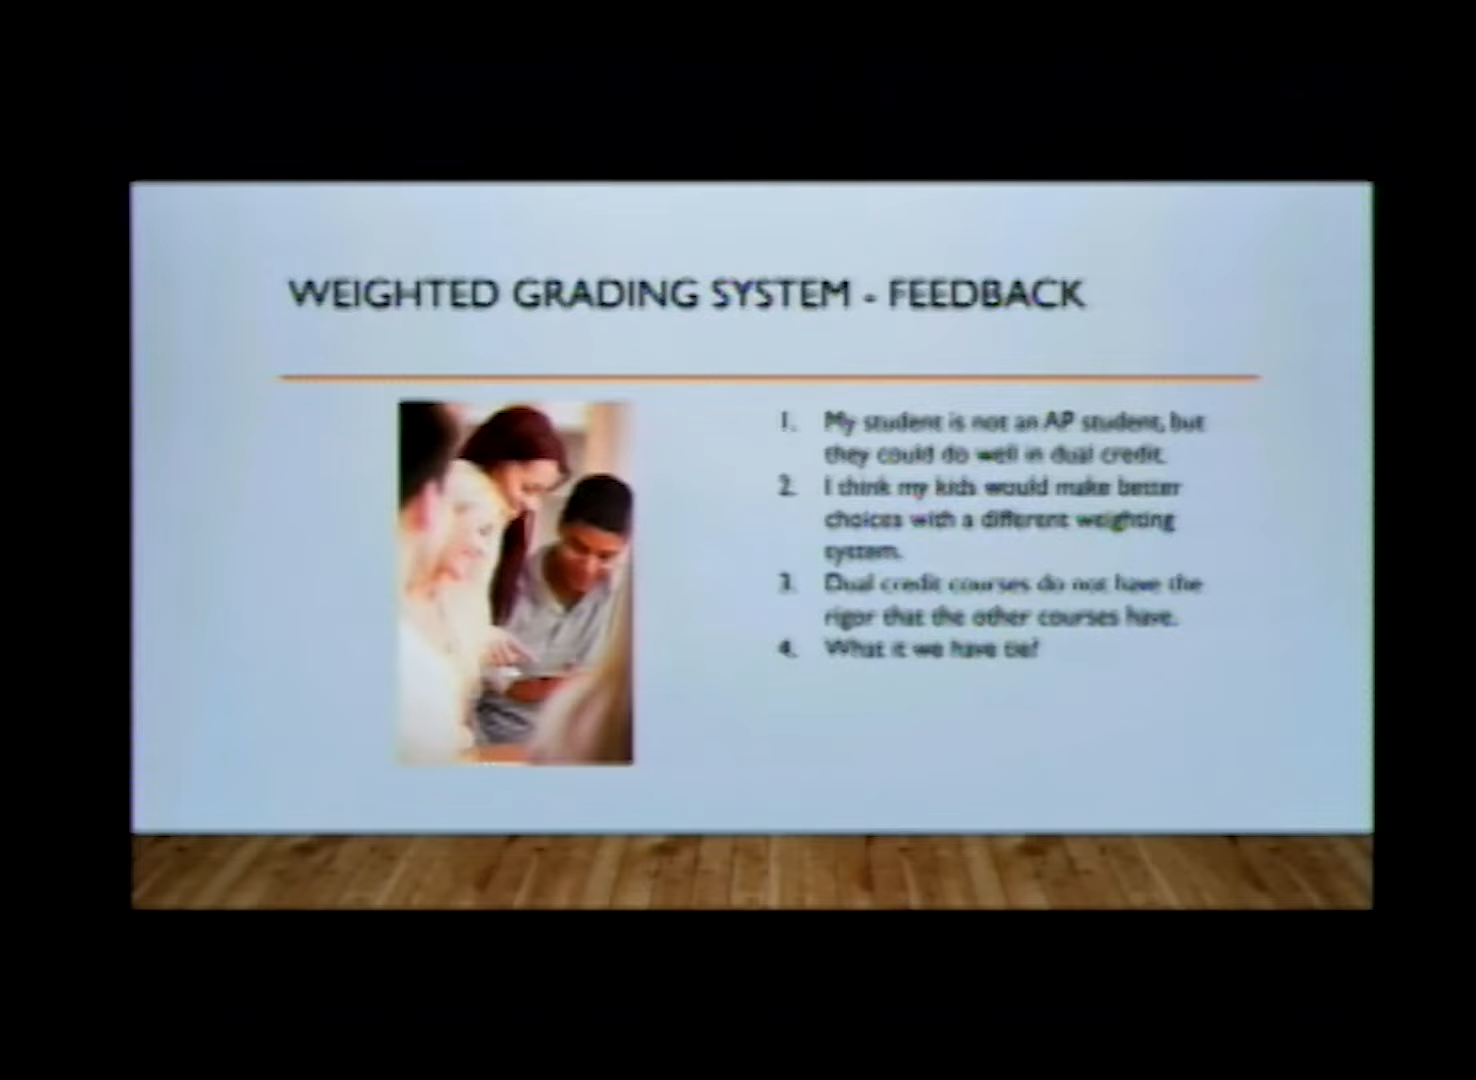 WEIGHTED GRADING SYSTEM - FEEDBACK
1. My student is not an AP student, but
they could do well in dual credit.
2. I think my kids would make better
choices with a different weighting
system.
3. Dual credit courses do not have the
rigor that the other courses have.
4. What it we have tie?